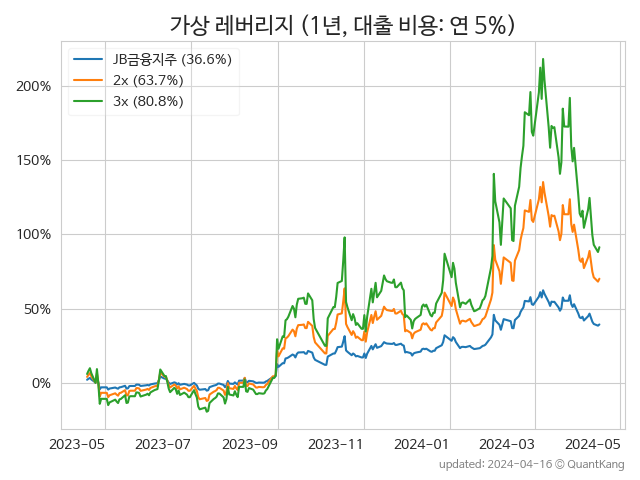 가상 레버리지 (1년, 대출 비용: 연 5%)
JB금융지주 (36.6%)
2x (63.7%)
3x (80.8%)
200%
150%
100%
50%
0%
2023-05 2023-07 2023-09 2023-11 2024-01 2024-03 2024-05
updated: 2024-04-16 © QuantKang